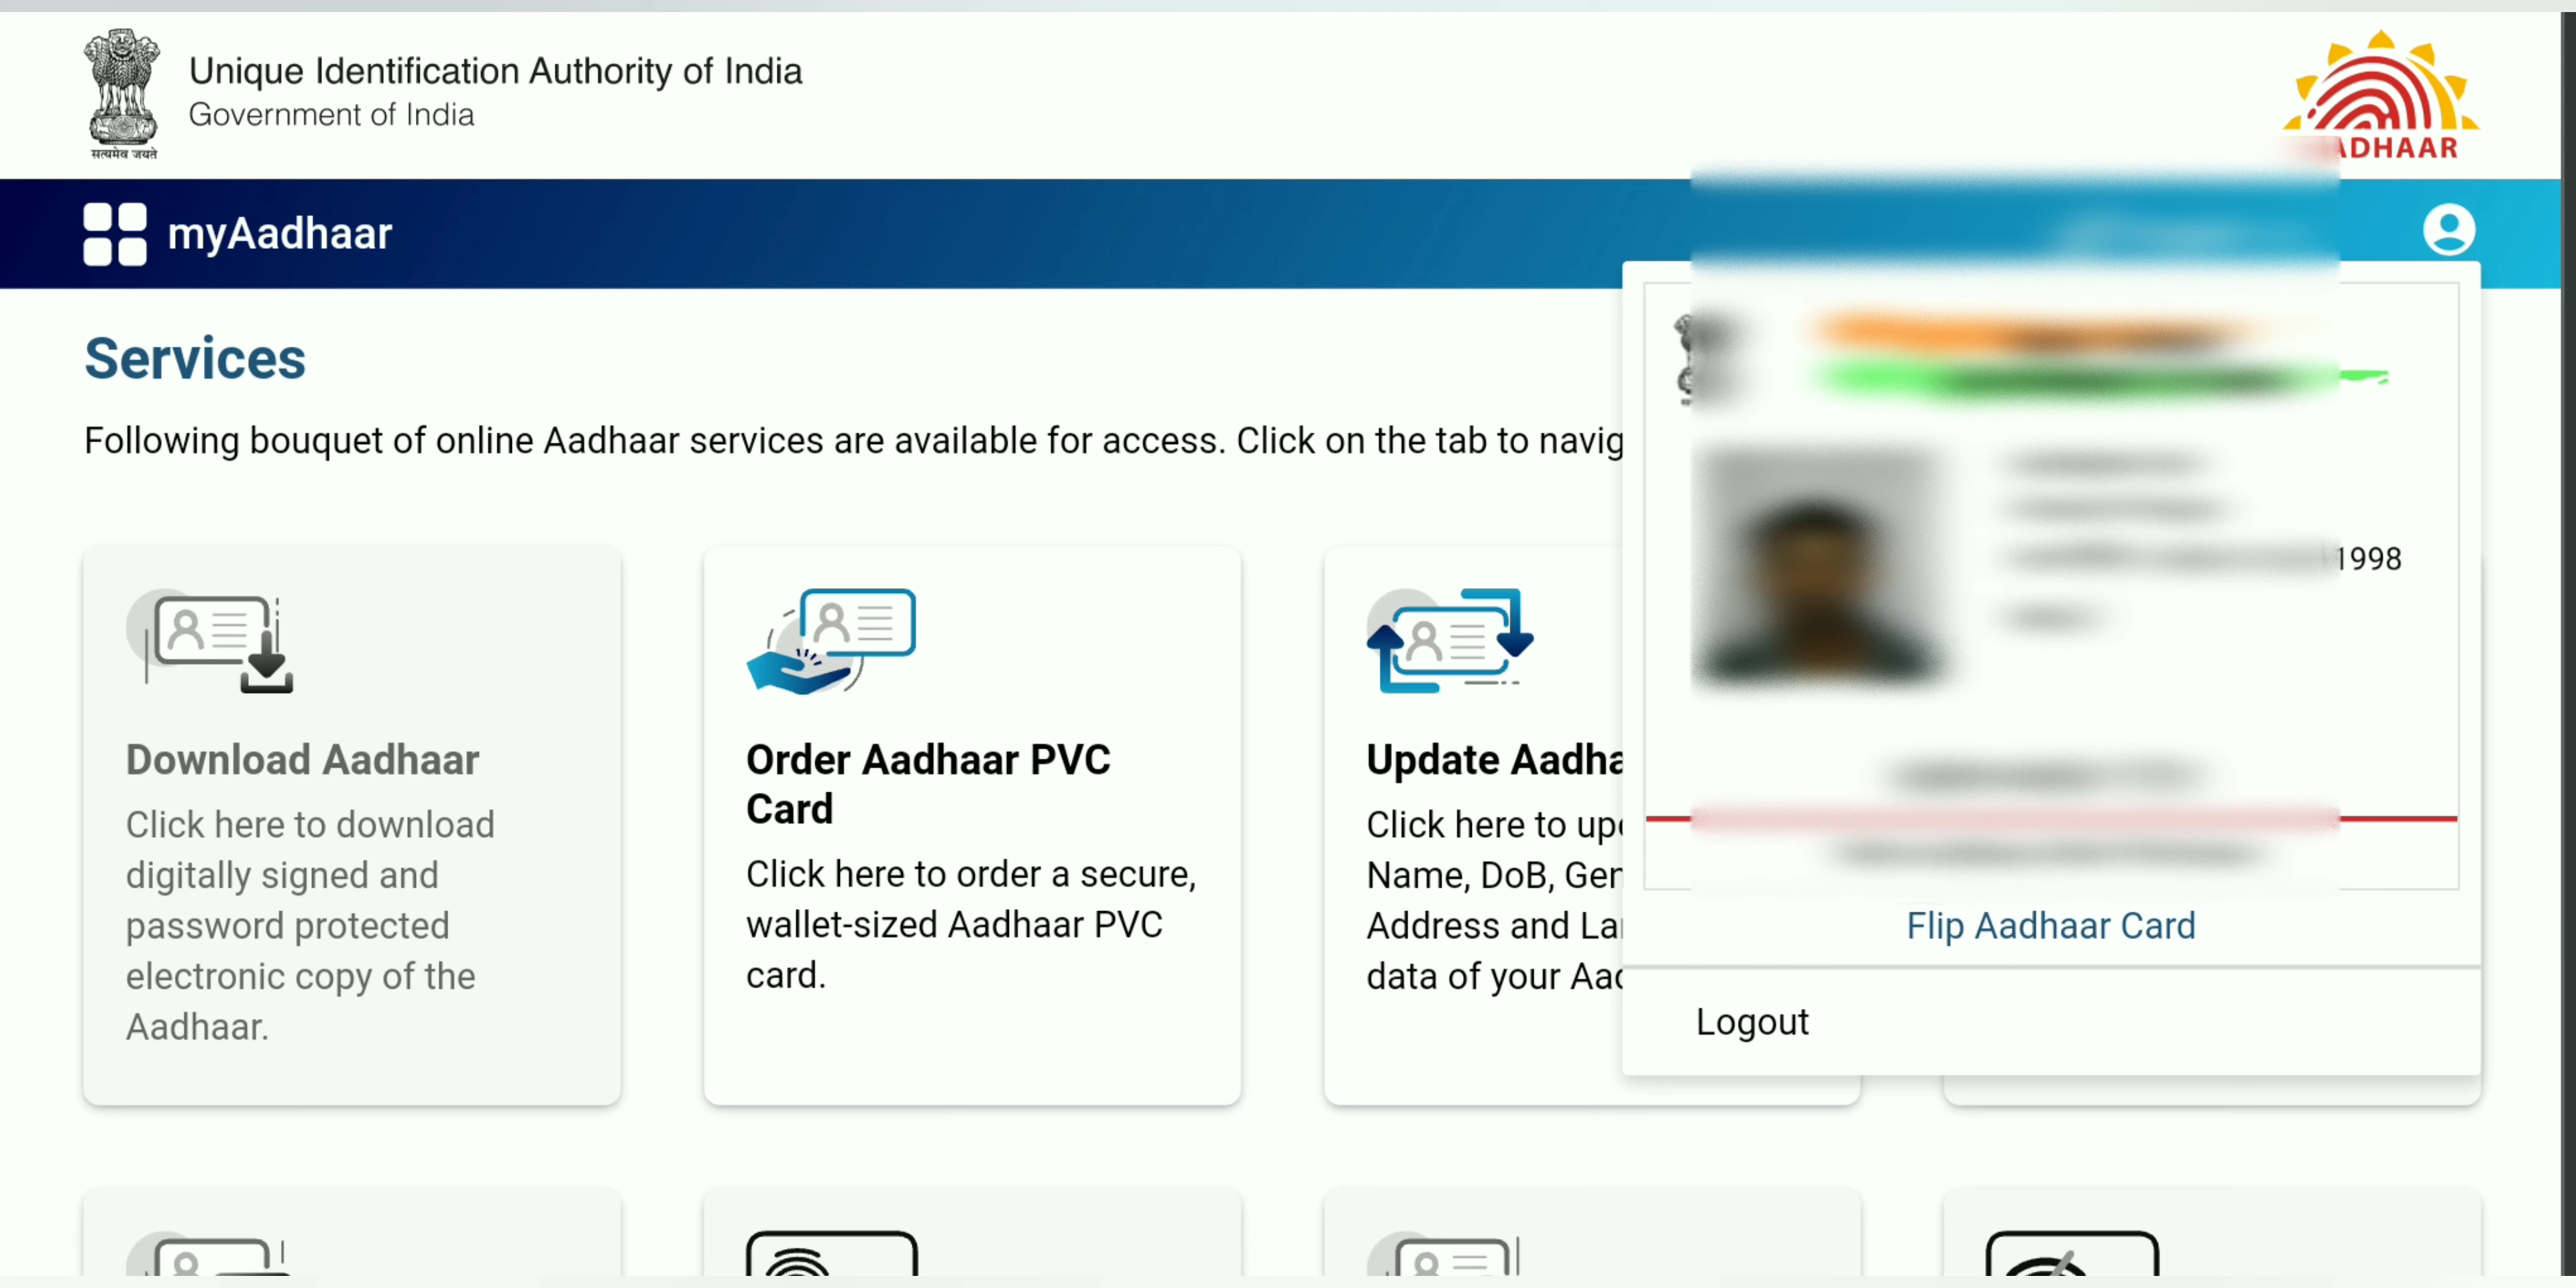 Unique Identification Authority of India
Government of India
सत्यमेव जयते
ADHAAR
myAadhaar
Services
Following bouquet of online Aadhaar services are available for access. Click on the tab to navig
1998
Download Aadhaar
Click here to download
digitally signed and
password protected
electronic copy of the
Aadhaar.
Order Aadhaar PVC
Card
Click here to order a secure,
wallet-sized Aadhaar PVC
card.
Update Aadha
Click here to upd
Name, DoB, Gen
Address and La
data of your Aad
Flip Aadhaar Card
Logout